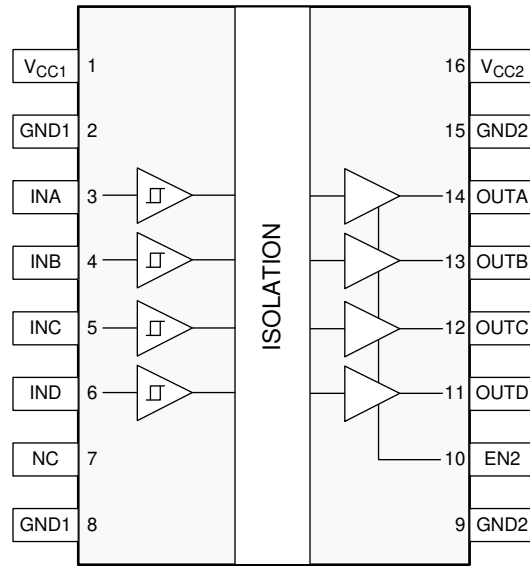 VCC1 1 16 VCC2
GND1 2 15 GND2
INA 3 14 OUTA
INB 4 13 OUTB
INC 5 12 OUTC
IND 6 11 OUTD
NC 7 10 EN2
GND1 8 9 GND2
ISOLATION